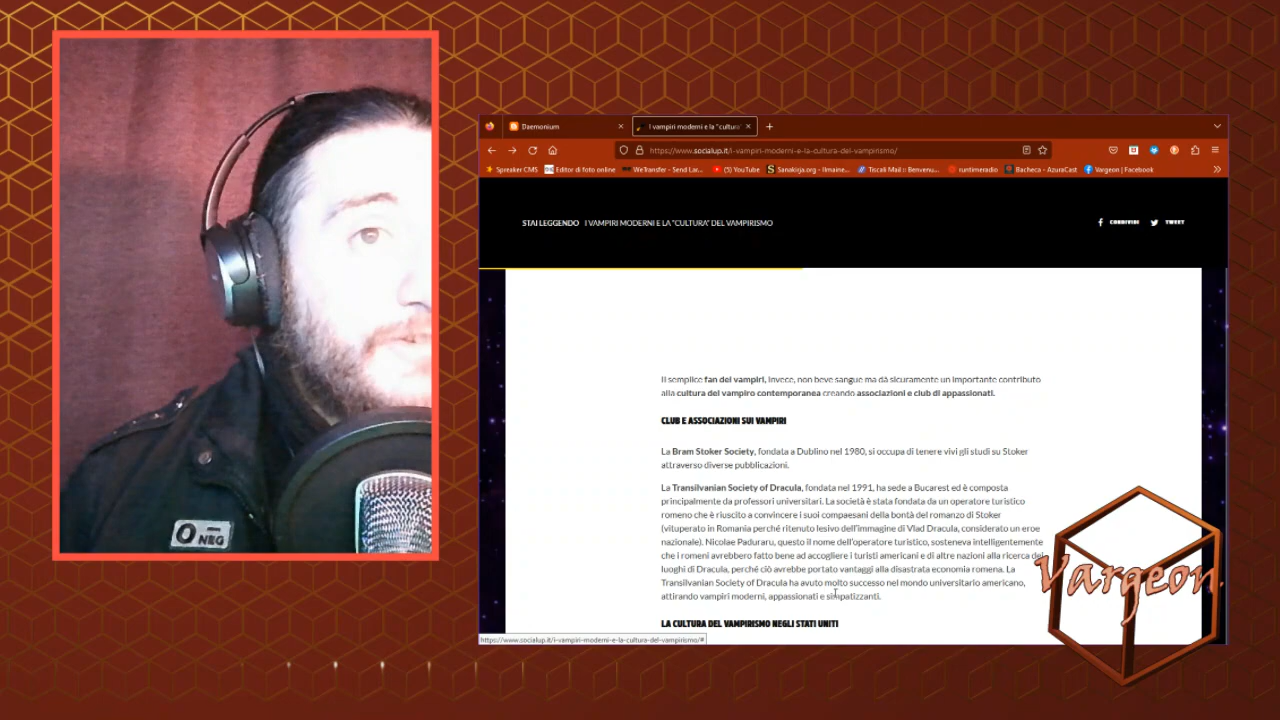 Daemonium
I vampiri moderni e la "cultura"
https://www.socialup.it/i-vampiri-moderni-e-la-cultura-del-vampirismo/
Spreaker CMS
Editor di foto online
WeTransfer - Send Lar...
(5) YouTube
Sanakirja.org - Ilmaine...
Tiscali Mail :: Benvenu...
runtimeradio
Bacheca - AzuraCast
Vargeon | Facebook
STAI LEGGENDO I VAMPIRI MODERNI E LA "CULTURA" DEL VAMPIRISMO
CONDIVIDI
TWEET
Il semplice fan dei vampiri, invece, non beve sangue ma dà sicuramente un importante contributo
alla cultura del vampiro contemporanea creando associazioni e club di appassionati.
CLUB E ASSOCIAZIONI SUI VAMPIRI
La Bram Stoker Society, fondata a Dublino nel 1980, si occupa di tenere vivi gli studi su Stoker
attraverso diverse pubblicazioni.
La Transilvanian Society of Dracula, fondata nel 1991, ha sede a Bucarest ed è composta
principalmente da professori universitari. La società è stata fondata da un operatore turistico
romeno che è riuscito a convincere i suoi compaesani della bontà del romanzo di Stoker
(vituperato in Romania perché ritenuto lesivo dell'immagine di Vlad Dracula, considerato un eroe
nazionale). Nicolae Paduraru, questo il nome dell'operatore turistico, sosteneva intelligentemente
che i romeni avrebbero fatto bene ad accogliere i turisti americani e di altre nazioni alla ricerca dei
luoghi di Dracula, perché ciò avrebbe portato vantaggi alla disastrata economia romena. La
Transilvanian Society of Dracula ha avuto molto successo nel mondo universitario americano,
attirando vampiri moderni, appassionati e simpatizzanti.
LA CULTURA DEL VAMPIRISMO NEGLI STATI UNITI
https://www.socialup.it/i-vampiri-moderni-e-la-cultura-del-vampirismo/#
O NEG
Vargeon